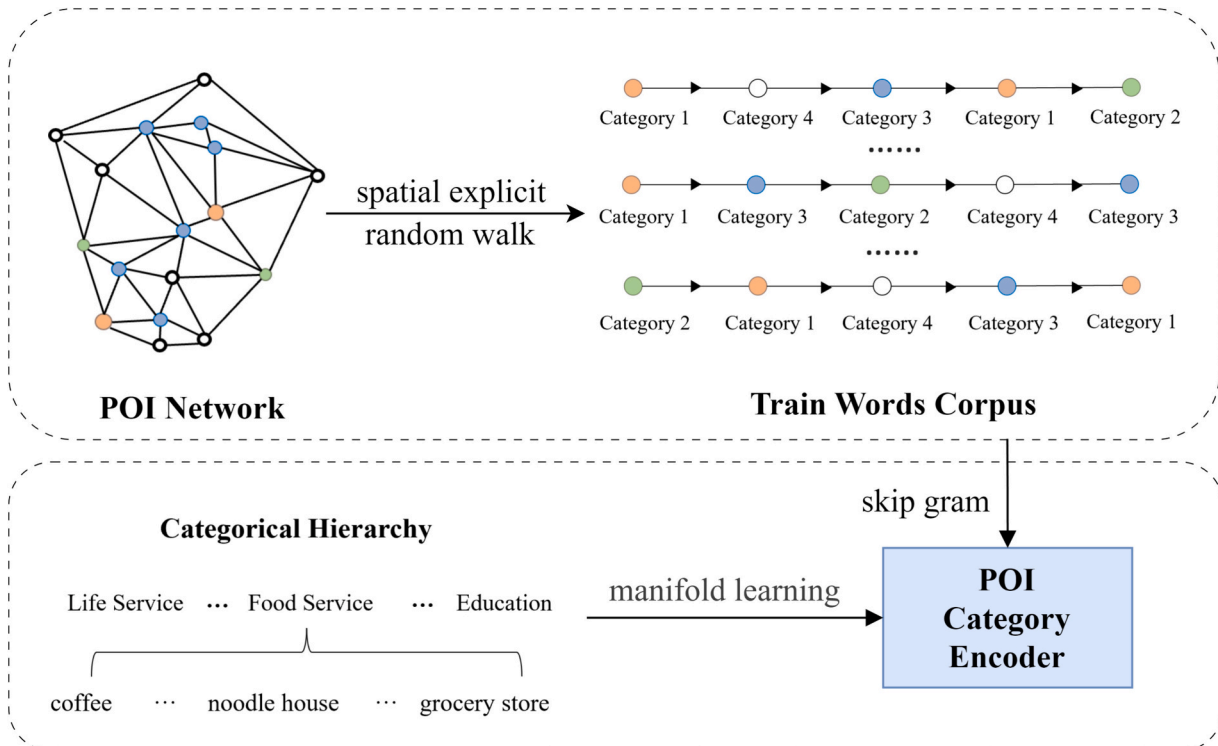 Category 1 Category 4 Category 3 Category 1 Category 2
......
spatial explicit
random walk
Category 1 Category 3 Category 2 Category 4 Category 3
......
Category 2 Category 1 Category 4 Category 3 Category 1
POI Network
Train Words Corpus
skip gram
Categorical Hierarchy
Life Service ... Food Service ... Education
manifold learning
POI
Category
Encoder
coffee ... noodle house ... grocery store